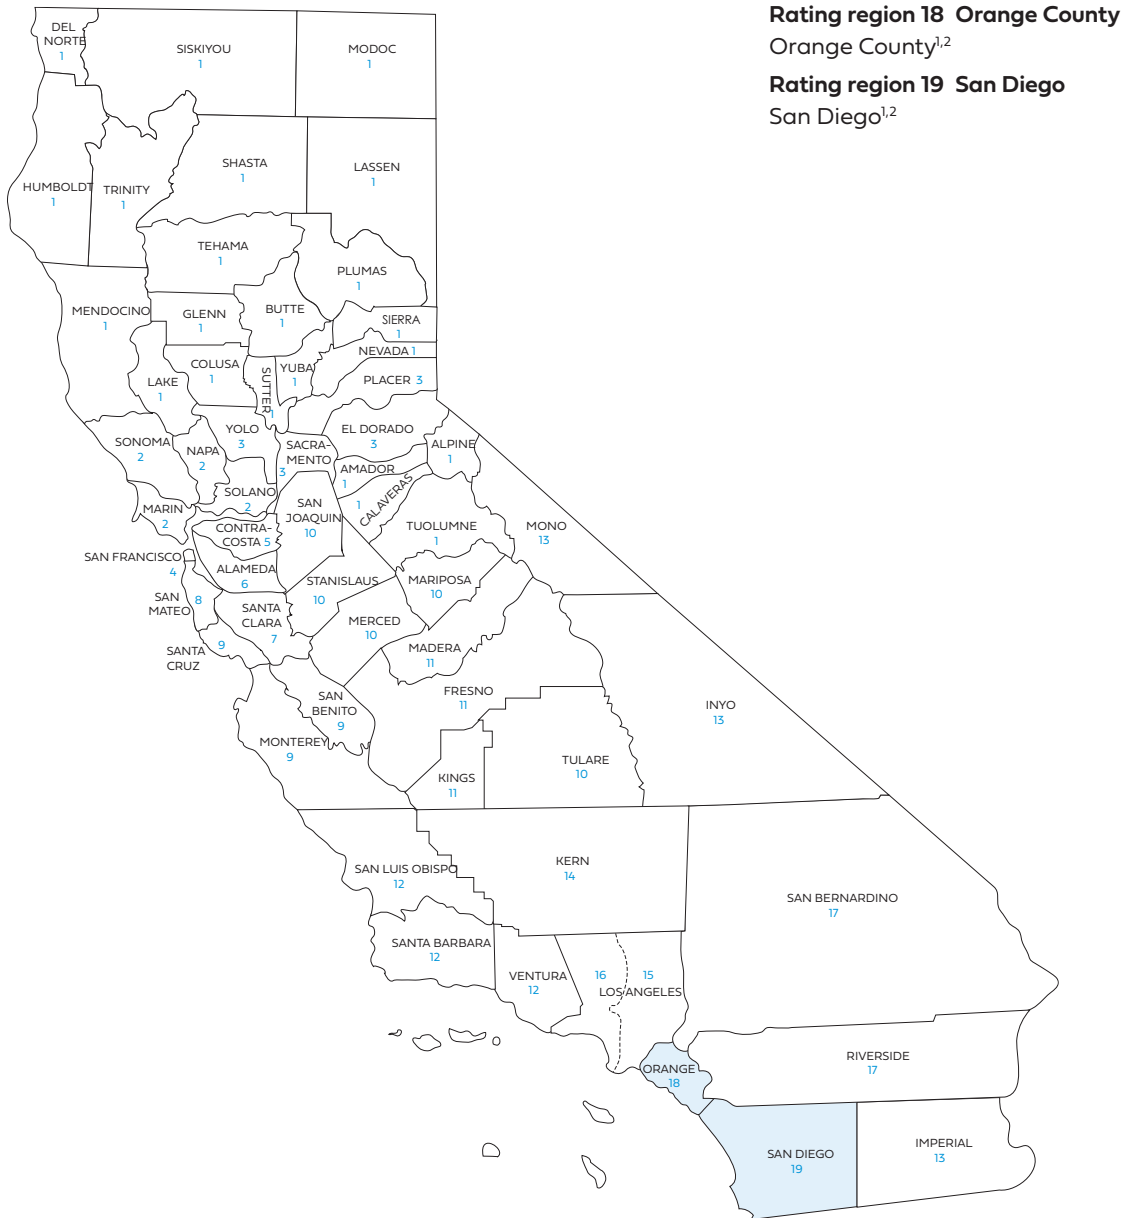 Rating region 18 Orange County
Orange County1,2
Rating region 19 San Diego
San Diego1,2
DEL
NORTE
1
SISKIYOU
1
MODOC
1
HUMBOLDT
1
TRINITY
1
SHASTA
1
LASSEN
1
TEHAMA
1
PLUMAS
1
MENDOCINO
1
GLENN
1
BUTTE
1
SIERRA
1
NEVADA 1
COLUSA
1
SUTTER
1
YUBA
1
PLACER 3
LAKE
1
SONOMA
2
NAPA
2
YOLO
3
SACRA-
MENTO
3
EL DORADO
3
ALPINE
1
AMADOR
1
CALAVERAS
1
SOLANO
2
MARIN
2
SAN
JOAQUIN
10
TUOLUMNE
1
MONO
13
CONTRA-
COSTA 5
SAN FRANCISCO
4
ALAMEDA
6
STANISLAUS
10
MARIPOSA
10
SAN
MATEO
8
SANTA
CLARA
7
MERCED
10
SANTA
CRUZ
9
MADERA
11
FRESNO
11
SAN
BENITO
9
INYO
13
MONTEREY
9
TULARE
10
KINGS
11
SAN LUIS OBISPO
12
KERN
14
SAN BERNARDINO
17
SANTA BARBARA
12
VENTURA
12
16 15
LOS ANGELES
RIVERSIDE
17
ORANGE
18
SAN DIEGO
19
IMPERIAL
13